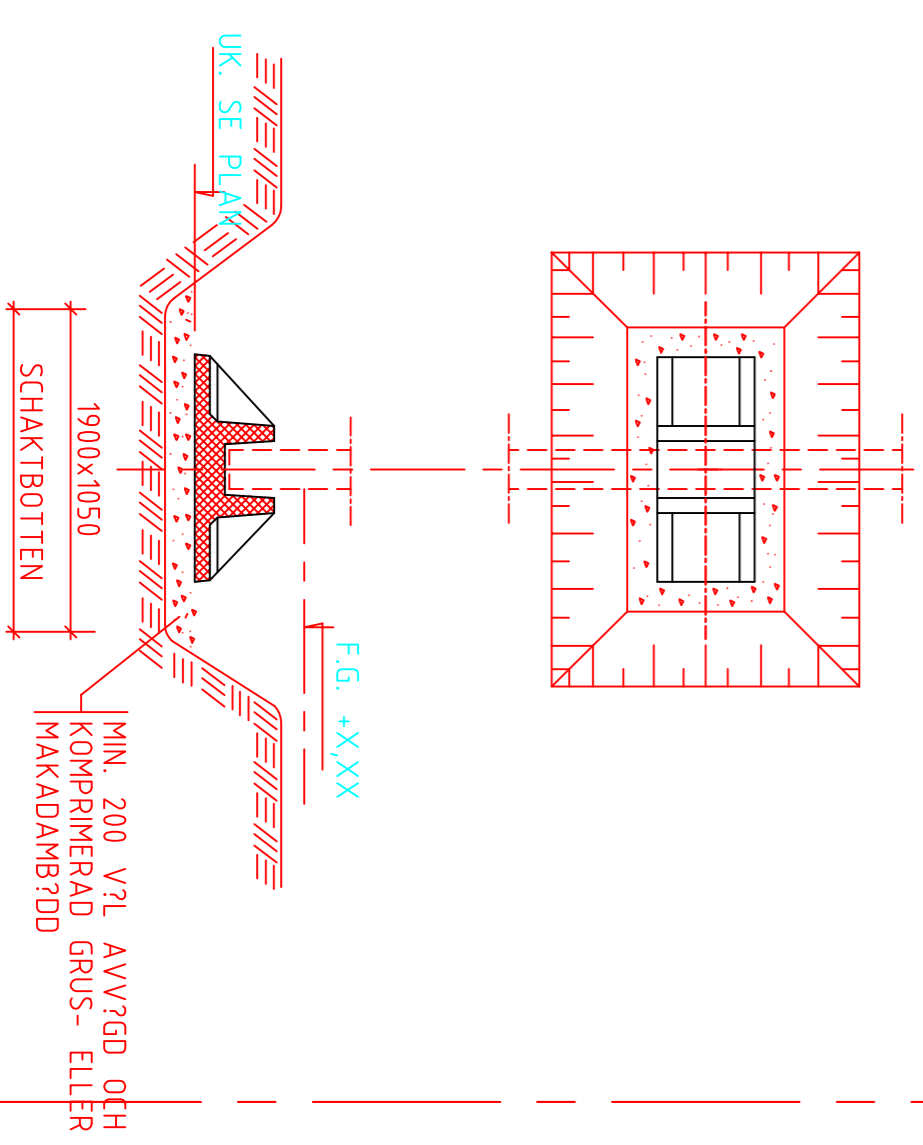 UK. SE PLAN
F.G. +X,XX
1900x1050
SCHAKTBOTTEN
MIN. 200 V?L AVV?GD OCH
KOMPRIMERAD GRUS- ELLER
MAKADAMB?DD